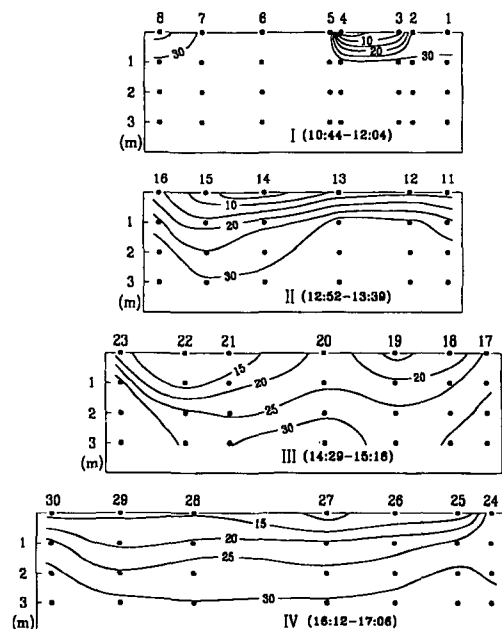 8 7 6 5 4 3 2 1
10
20
30 30
1
2
3
(m)
I (10:44-12:04)
16 15 14 13 12 11
10
20
30
1
2
3
(m)
II (12:52-13:39)
23 22 21 20 19 18 17
15
20 20
25
30
1
2
3
(m)
III (14:29-15:16)
30 29 28 27 26 25 24
15
20
25
30
1
2
3
(m)
IV (16:12-17:06)